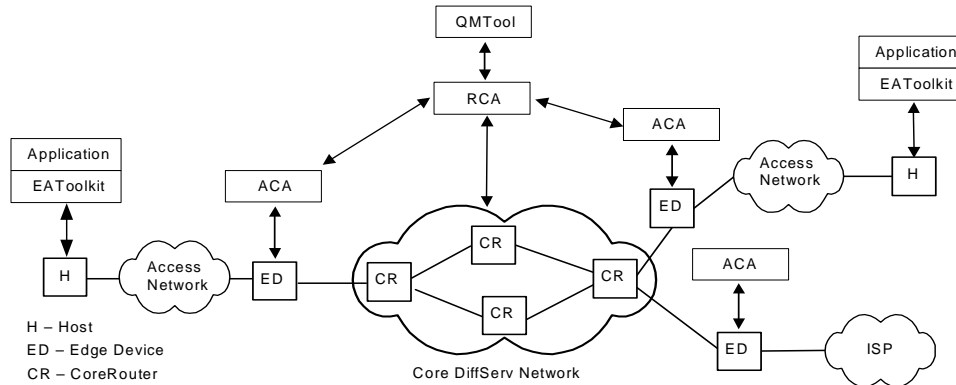 QMTool
Application
EAToolkit
RCA
ACA
Application
EAToolkit
ACA
Access
Network
H
ED
CR
ACA
H
Access
Network
ED
CR
CR
CR
ED
ISP
H – Host
ED – Edge Device
CR – CoreRouter
Core DiffServ Network